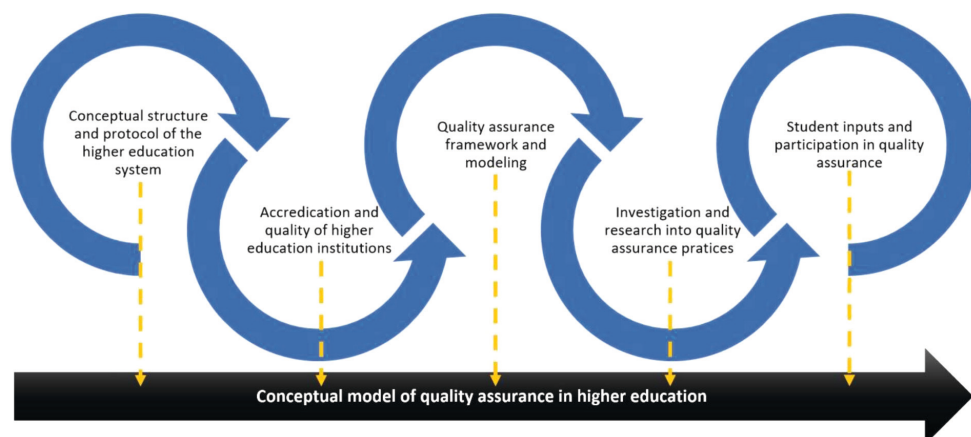 Conceptual structure
and protocol of the
higher education
system
Accredication and
quality of higher
education institutions
Quality assurance
framework and
modeling
Investigation and
research into quality
assurance pratices
Student inputs and
participation in quality
assurance
Conceptual model of quality assurance in higher education